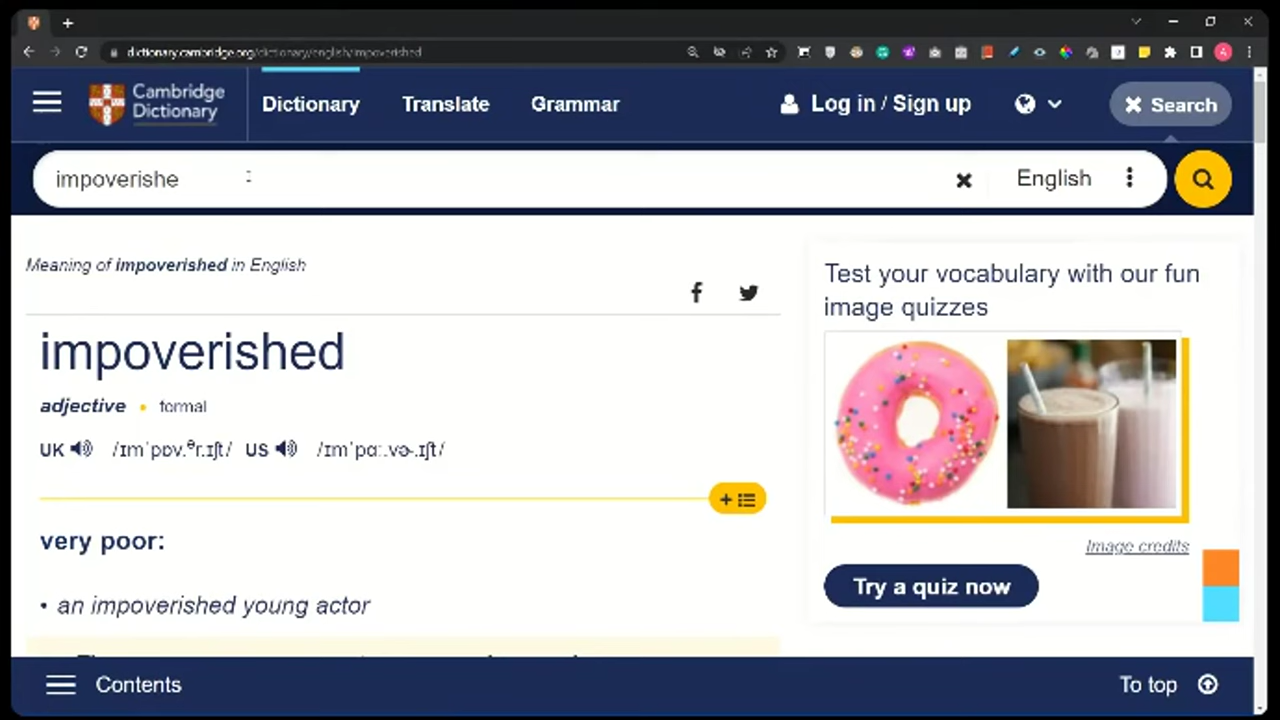 dictionary.cambridge.org/dictionary/english/impoverished
A
Cambridge
Dictionary
Dictionary
Translate
Grammar
Log in / Sign up
Search
impoverishe
English
Meaning of impoverished in English
impoverished
adjective • formal
UK /ɪmˈpɒv.ᵊr.ɪʃt/ US /ɪmˈpɑː.vɚ.ɪʃt/
very poor:
• an impoverished young actor
Test your vocabulary with our fun
image quizzes
Image credits
Try a quiz now
Contents
To top